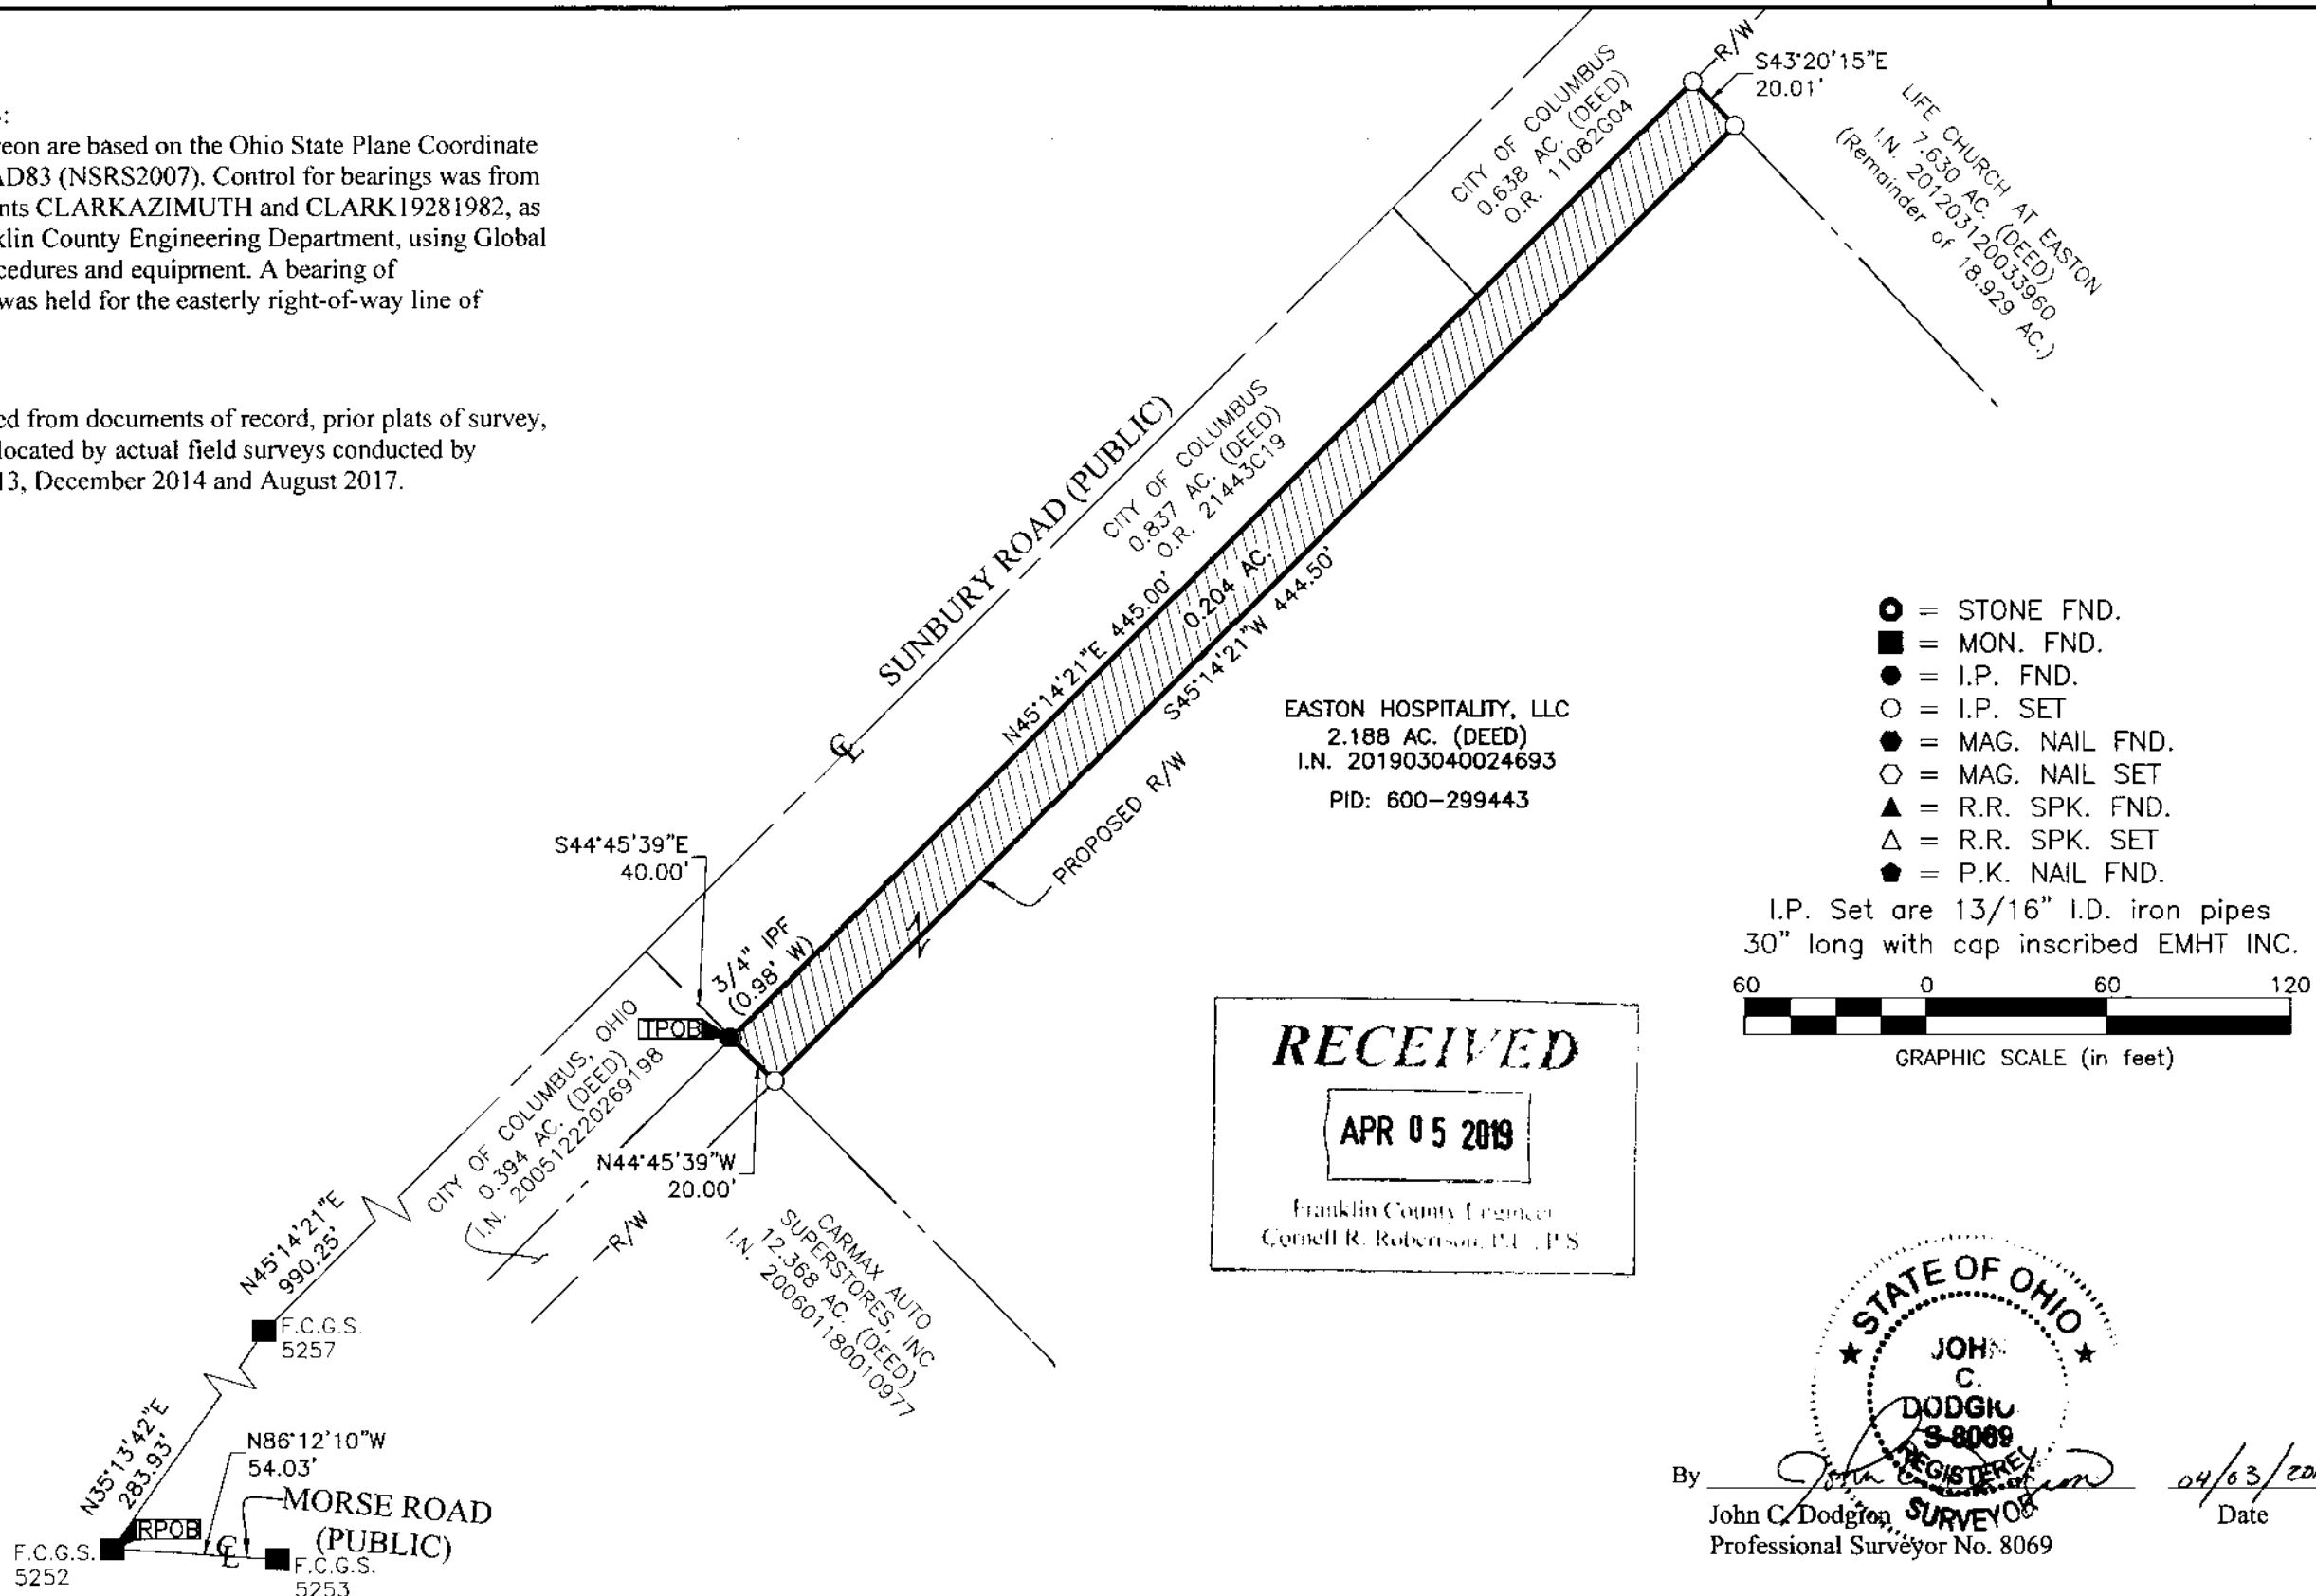 :
eon are based on the Ohio State Plane Coordinate
AD83 (NSRS2007). Control for bearings was from
nts CLARKAZIMUTH and CLARK19281982, as
klin County Engineering Department, using Global
cedures and equipment. A bearing of
was held for the easterly right-of-way line of
ed from documents of record, prior plats of survey,
located by actual field surveys conducted by
13, December 2014 and August 2017.
R/W
S43°20'15"E
20.01'
CITY OF COLUMBUS
0.638 AC. (DEED)
O.R. 11082G04
LIFE CHURCH AT EASTON
7.630 AC. (DEED)
I.N. 201203120033960
(Remainder of 18.929 AC.)
SUNBURY ROAD (PUBLIC)
CITY OF COLUMBUS
0.837 AC. (DEED)
O.R. 21443C19
N45°14'21"E 445.00'
0.204 AC.
S45°14'21"W 444.50'
EASTON HOSPITALITY, LLC
2.188 AC. (DEED)
I.N. 201903040024693
PID: 600-299443
PROPOSED R/W
CL
S44°45'39"E
40.00'
3/4" IPF
(0.98' W)
TPOB
CITY OF COLUMBUS, OHIO
0.394 AC. (DEED)
I.N. 200512220269198
N44°45'39"W
20.00'
R/W
CARMAX AUTO
SUPERSTORES, INC
12.368 AC. (DEED)
I.N. 200601180010977
N45°14'21"E
990.25'
F.C.G.S.
5257
N35°13'42"E
283.93'
N86°12'10"W
54.03'
MORSE ROAD
(PUBLIC)
RPOB
CL
F.C.G.S.
5252
F.C.G.S.
5253
= STONE FND.
= MON. FND.
= I.P. FND.
= I.P. SET
= MAG. NAIL FND.
= MAG. NAIL SET
= R.R. SPK. FND.
= R.R. SPK. SET
= P.K. NAIL FND.
I.P. Set are 13/16" I.D. iron pipes
30" long with cap inscribed EMHT INC.
60 0 60 120
GRAPHIC SCALE (in feet)
RECEIVED
APR 05 2019
Franklin County Engineer
Cornell R. Robertson, P.E., P.S.
STATE OF OHIO
JOHN
C.
DODGIO
S-8069
REGISTERE
SURVEYOR
By John C Dodgion 04/03/20
John C. Dodgion Date
Professional Surveyor No. 8069